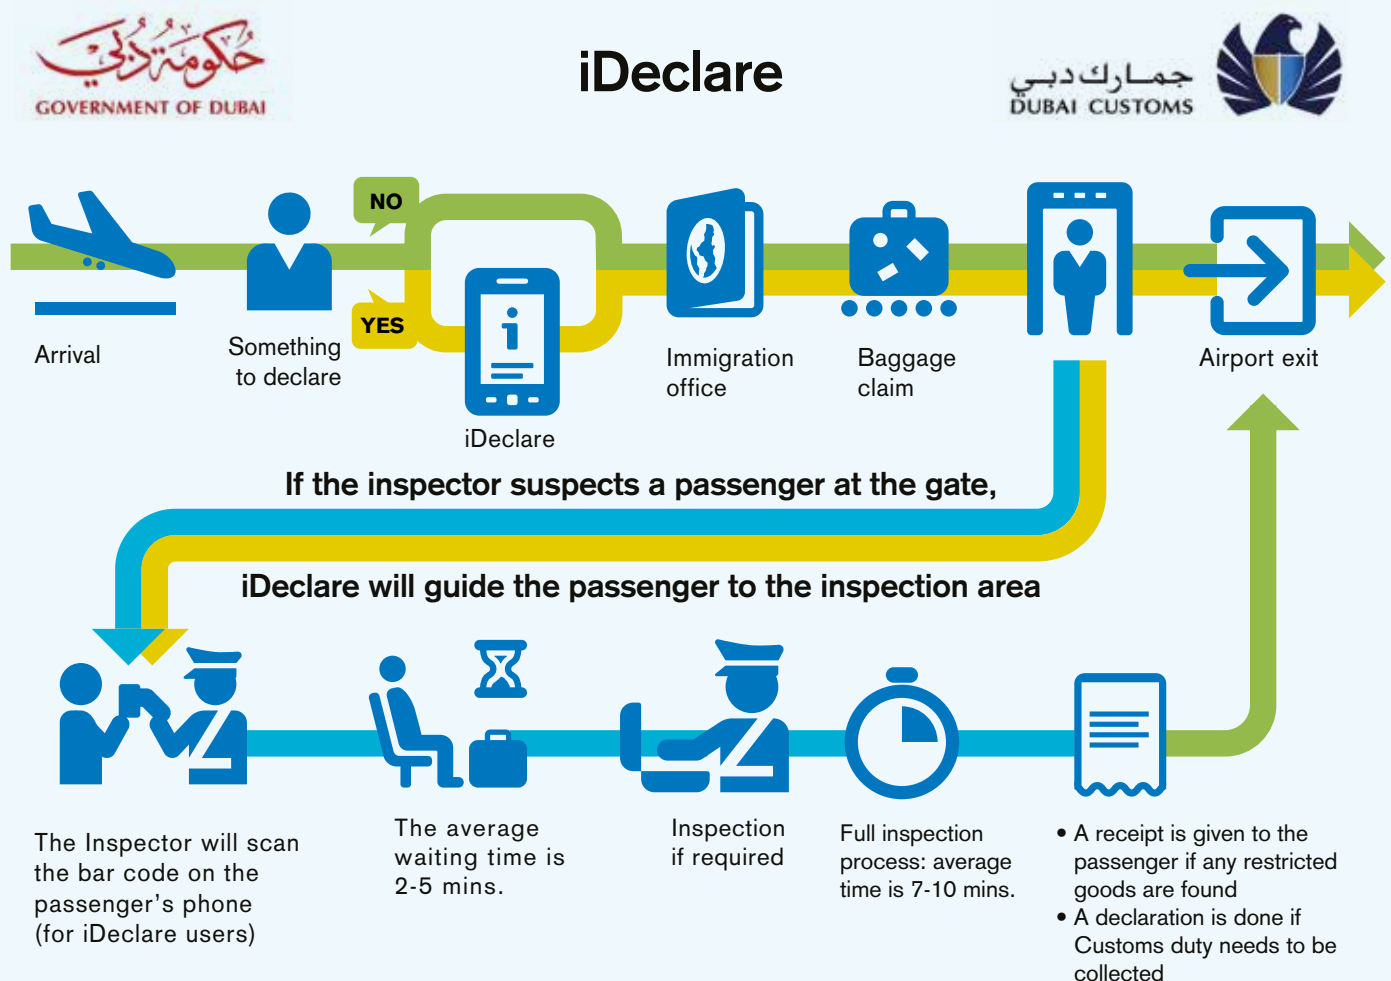 حكومة دبي
GOVERNMENT OF DUBAI
iDeclare
جمارك دبي
DUBAI CUSTOMS
NO
YES
Arrival
Something
to declare
iDeclare
Immigration
office
Baggage
claim
Airport exit
If the inspector suspects a passenger at the gate,
iDeclare will guide the passenger to the inspection area
The Inspector will scan
the bar code on the
passenger's phone
(for iDeclare users)
The average
waiting time is
2-5 mins.
Inspection
if required
Full inspection
process: average
time is 7-10 mins.
• A receipt is given to the
passenger if any restricted
goods are found
• A declaration is done if
Customs duty needs to be
collected